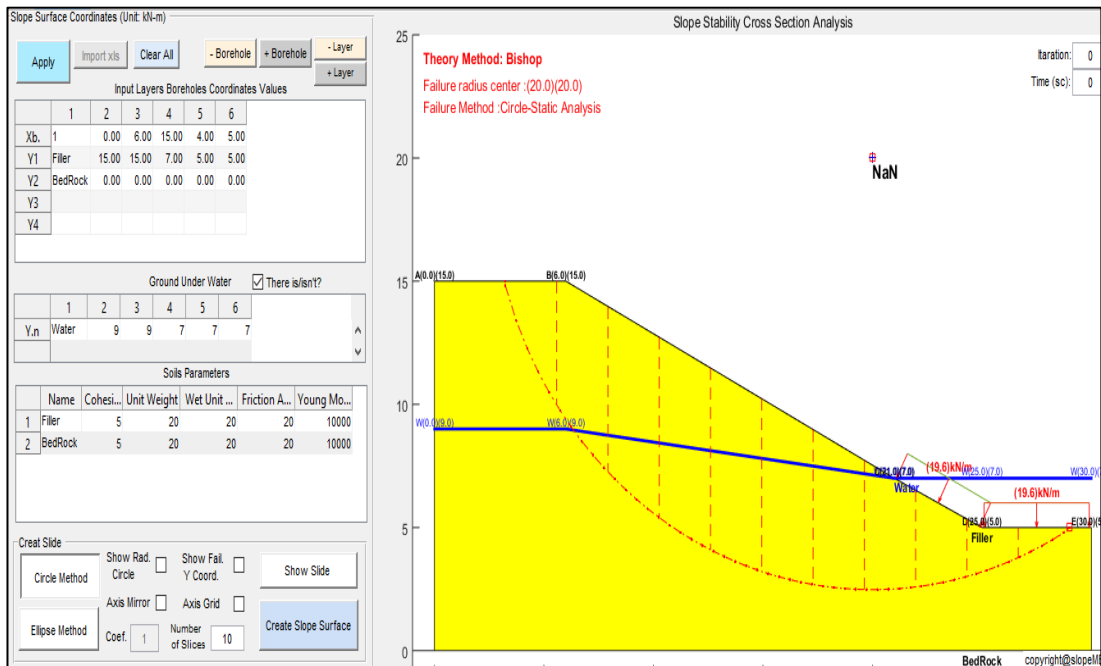 Slope Surface Coordinates (Unit: kN-m)
Apply
Import xls
Clear All
- Borehole
+ Borehole
- Layer
+ Layer
Input Layers Boreholes Coordinates Values
1 2 3 4 5 6
Xb. 1 0.00 6.00 15.00 4.00 5.00
Y1 Filler 15.00 15.00 7.00 5.00 5.00
Y2 BedRock 0.00 0.00 0.00 0.00 0.00
Y3
Y4
Ground Under Water
There is/isn't?
1 2 3 4 5 6
Y.n Water 9 9 7 7 7
Soils Parameters
Name Cohesi... Unit Weight Wet Unit ... Friction A... Young Mo...
1 Filler 5 20 20 20 10000
2 BedRock 5 20 20 20 10000
Creat Slide
Circle Method
Show Rad. Circle
Show Fail. Y Coord.
Show Slide
Axis Mirror
Axis Grid
Ellipse Method
Coef. 1
Number of Slices 10
Create Slope Surface
Slope Stability Cross Section Analysis
25
20
15
10
5
0
Theory Method: Bishop
Failure radius center :(20.0)(20.0)
Failure Method :Circle-Static Analysis
Itaration: 0
Time (sc): 0
NaN
A(0.0)(15.0)
B(6.0)(15.0)
W(0.0)(9.0)
W(6.0)(9.0)
(21.0)(7.0)
Water
(19.6)kN/m
W(25.0)(7.0)
W(30.0)(7
(19.6)kN/m
D(25.0)(5.0)
E(30.0)(5
Filler
BedRock
copyright@slopeME